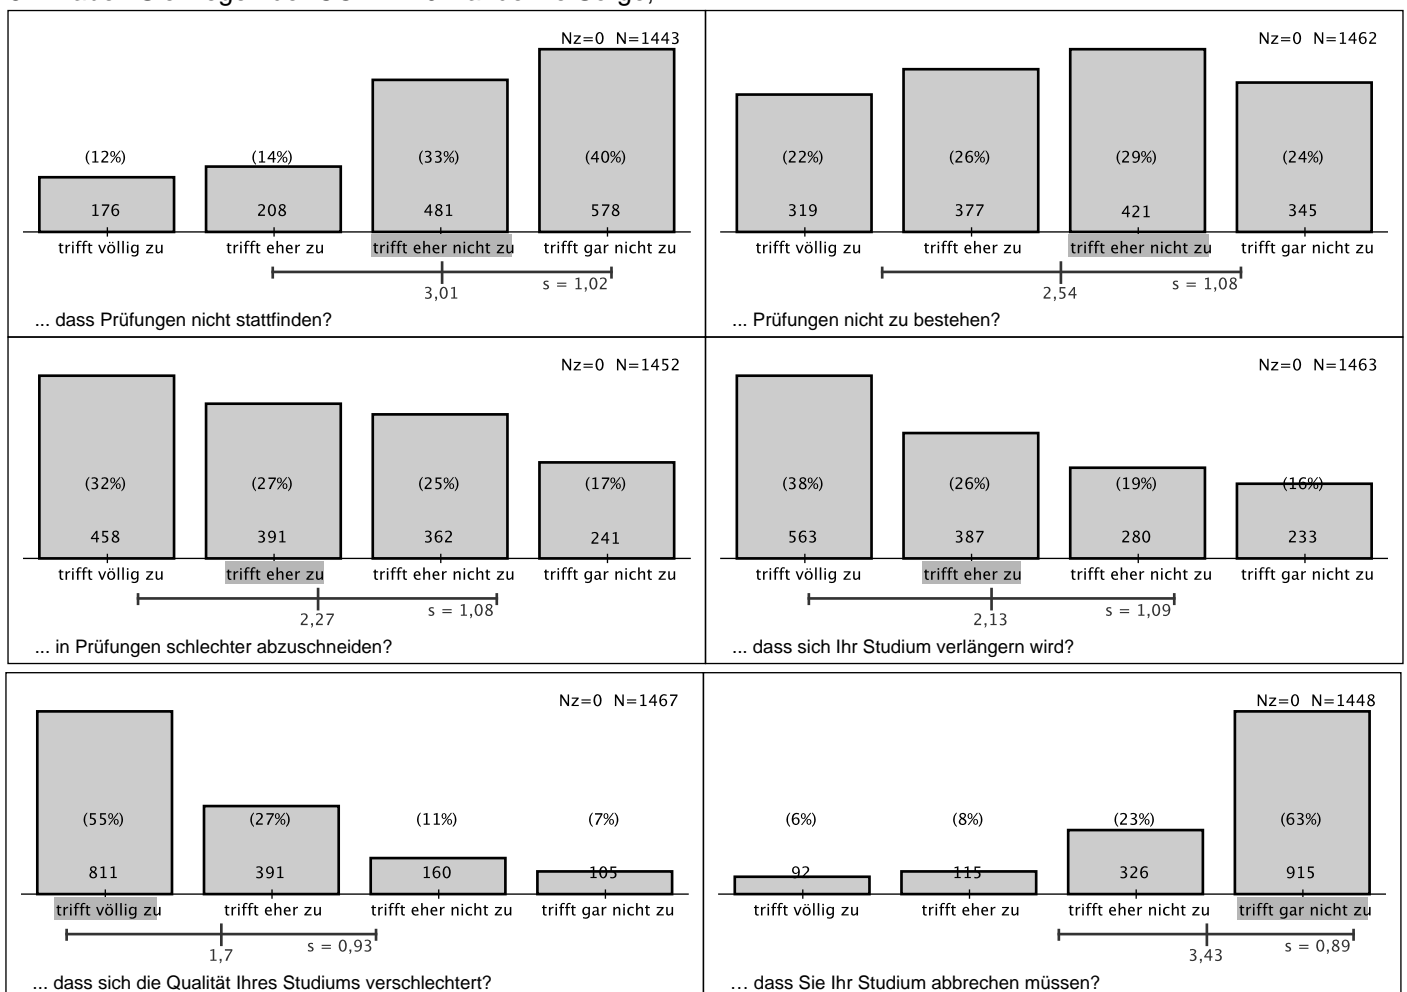 Nz=0 N=1443
(12%) (14%) (33%) (40%)
176 208 481 578
trifft völlig zu trifft eher zu trifft eher nicht zu trifft gar nicht zu
3,01 s = 1,02
... dass Prüfungen nicht stattfinden?
Nz=0 N=1462
(22%) (26%) (29%) (24%)
319 377 421 345
trifft völlig zu trifft eher zu trifft eher nicht zu trifft gar nicht zu
2,54 s = 1,08
... Prüfungen nicht zu bestehen?
Nz=0 N=1452
(32%) (27%) (25%) (17%)
458 391 362 241
trifft völlig zu trifft eher zu trifft eher nicht zu trifft gar nicht zu
2,27 s = 1,08
... in Prüfungen schlechter abzuschneiden?
Nz=0 N=1463
(38%) (26%) (19%) (16%)
563 387 280 233
trifft völlig zu trifft eher zu trifft eher nicht zu trifft gar nicht zu
2,13 s = 1,09
... dass sich Ihr Studium verlängern wird?
Nz=0 N=1467
(55%) (27%) (11%) (7%)
811 391 160 105
trifft völlig zu trifft eher zu trifft eher nicht zu trifft gar nicht zu
1,7 s = 0,93
... dass sich die Qualität Ihres Studiums verschlechtert?
Nz=0 N=1448
(6%) (8%) (23%) (63%)
92 115 326 915
trifft völlig zu trifft eher zu trifft eher nicht zu trifft gar nicht zu
3,43 s = 0,89
… dass Sie Ihr Studium abbrechen müssen?